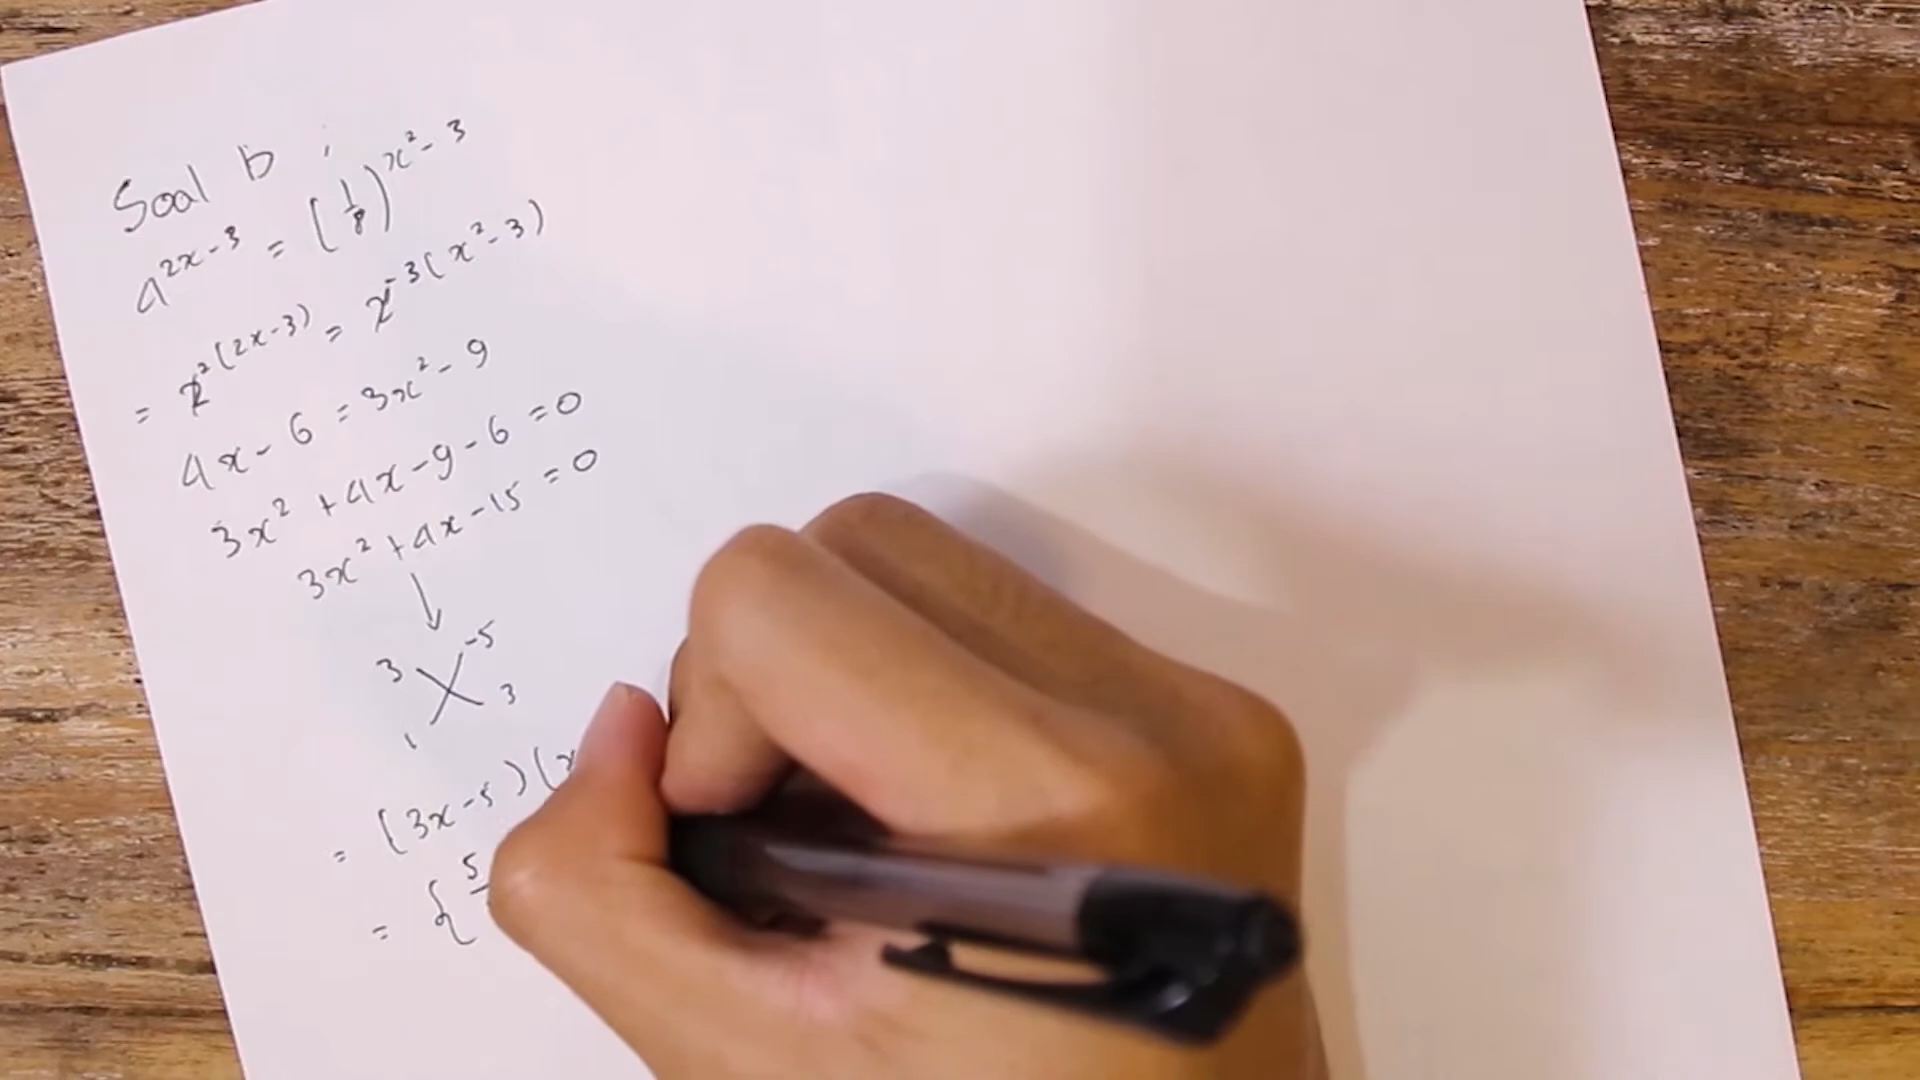 Soal b :
4^{2x-3} = (1/8)^{x²-3}
= 2^{2(2x-3)} = 2^{-3(x²-3)}
4x - 6 = 3x² - 9
3x² + 4x - 9 - 6 = 0
3x² + 4x - 15 = 0
3 -5
1 3
= (3x-5)(x
= { 5